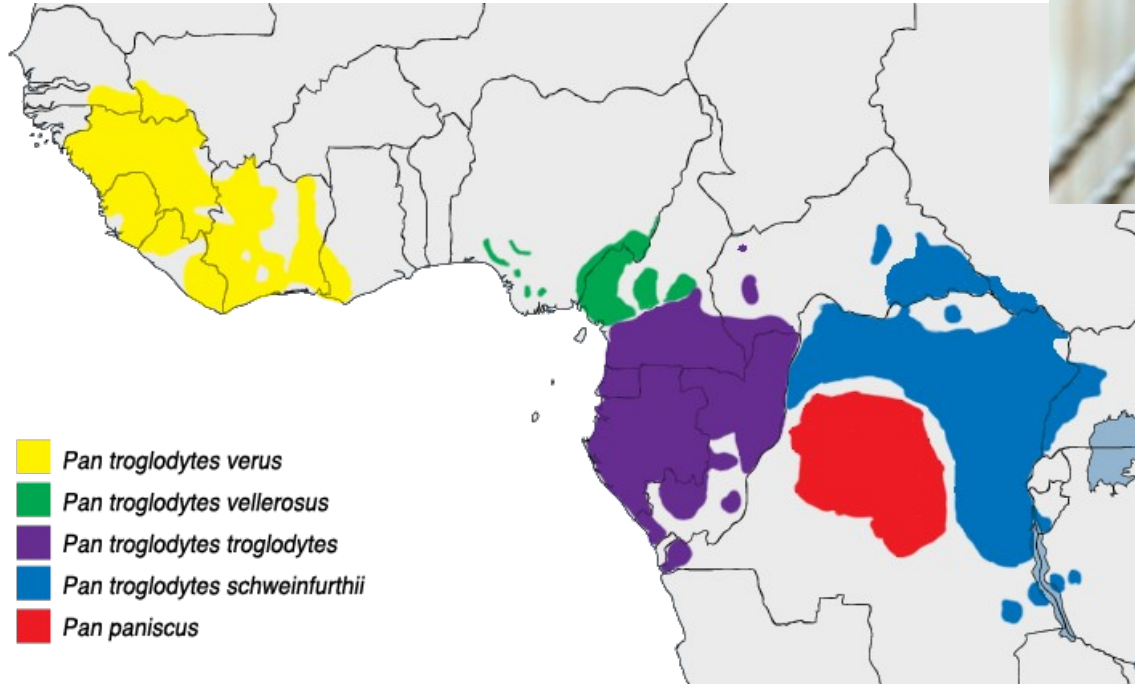 Pan troglodytes verus
Pan troglodytes vellerosus
Pan troglodytes troglodytes
Pan troglodytes schweinfurthii
Pan paniscus